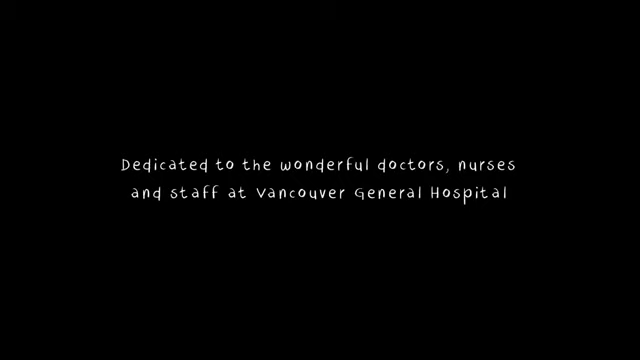 Dedicated to the wonderful doctors, nurses
and staff at Vancouver General Hospital